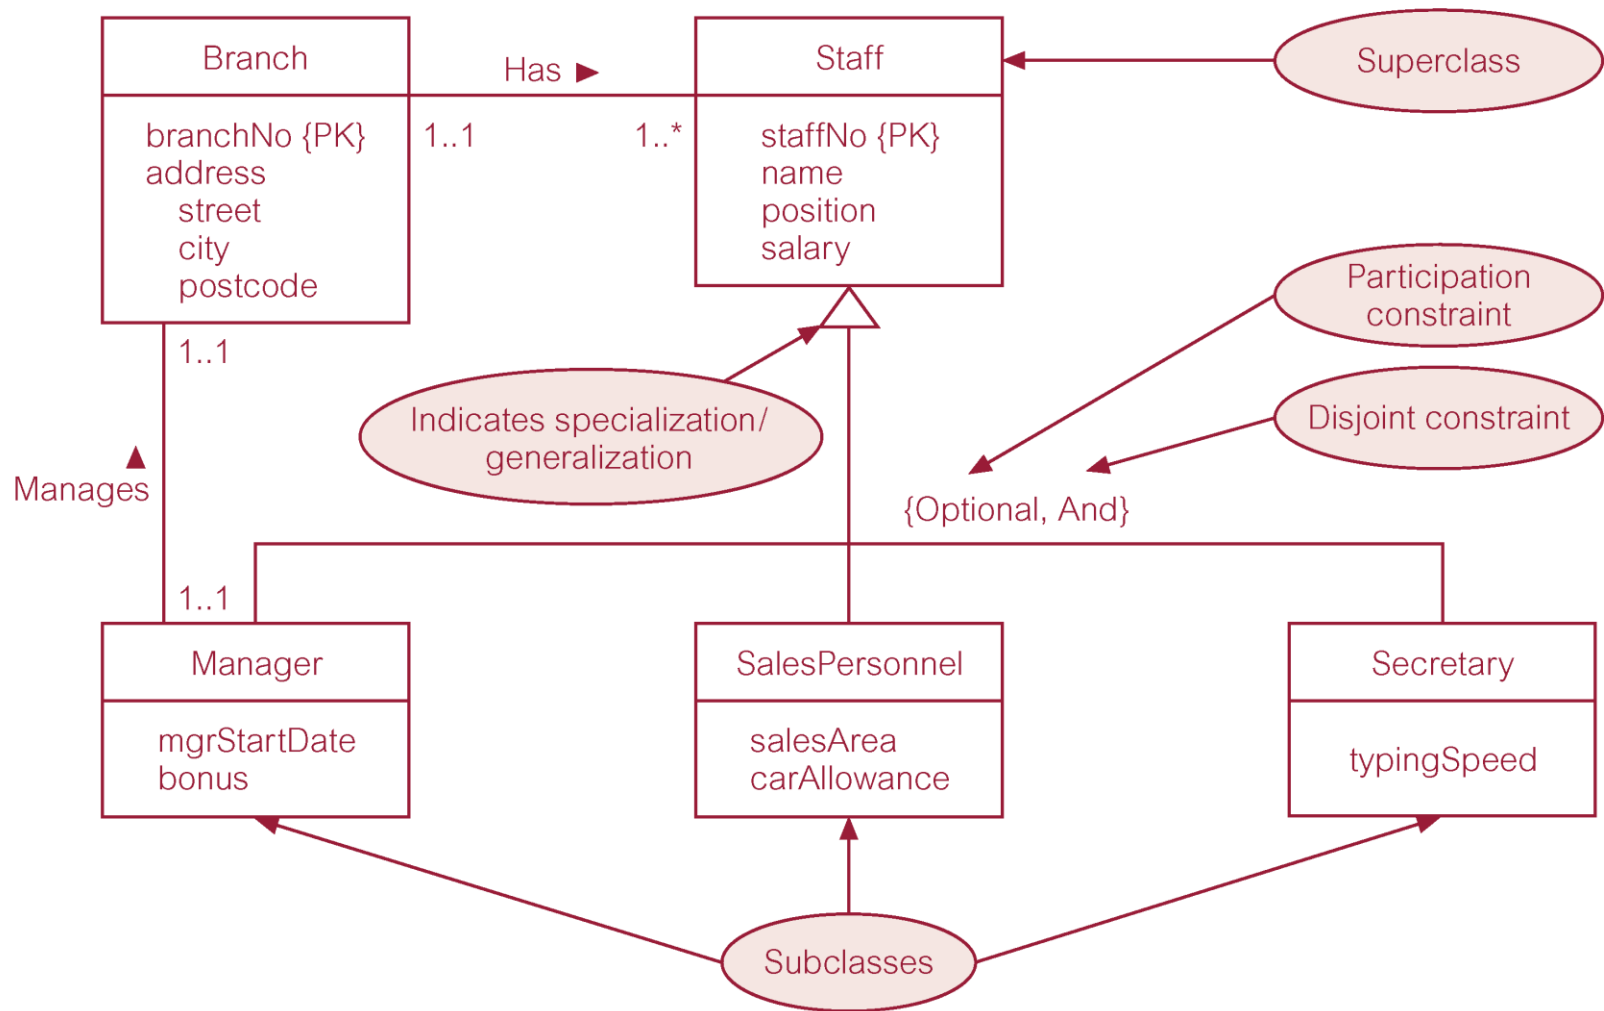 Branch
Has ▶
Staff
Superclass
branchNo {PK}
address
street
city
postcode
1..1
1..*
staffNo {PK}
name
position
salary
Participation
constraint
1..1
Indicates specialization/
generalization
Disjoint constraint
▲
Manages
{Optional, And}
1..1
Manager
mgrStartDate
bonus
SalesPersonnel
salesArea
carAllowance
Secretary
typingSpeed
Subclasses